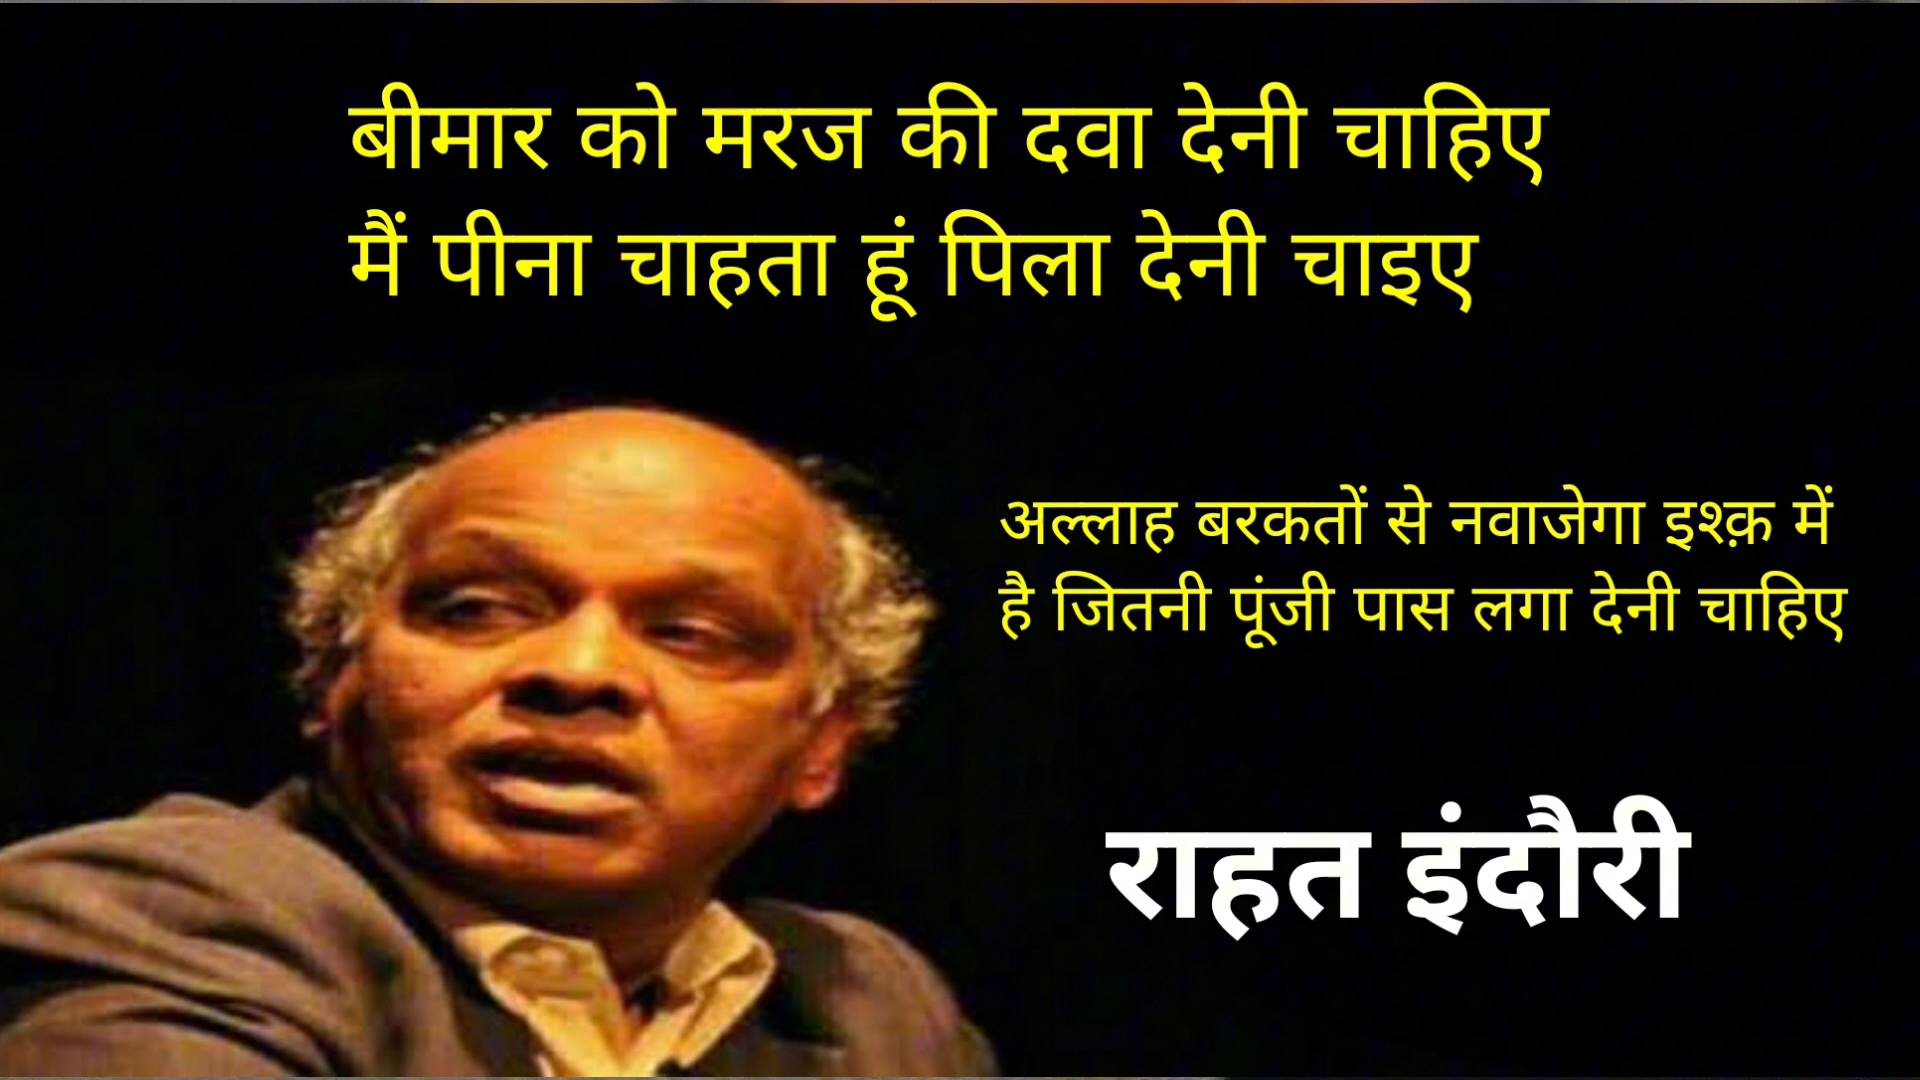 बीमार को मरज की दवा देनी चाहिए
मैं पीना चाहता हूं पिला देनी चाइए
अल्लाह बरकतों से नवाजेगा इश्क़ में
है जितनी पूंजी पास लगा देनी चाहिए
राहत इंदौरी